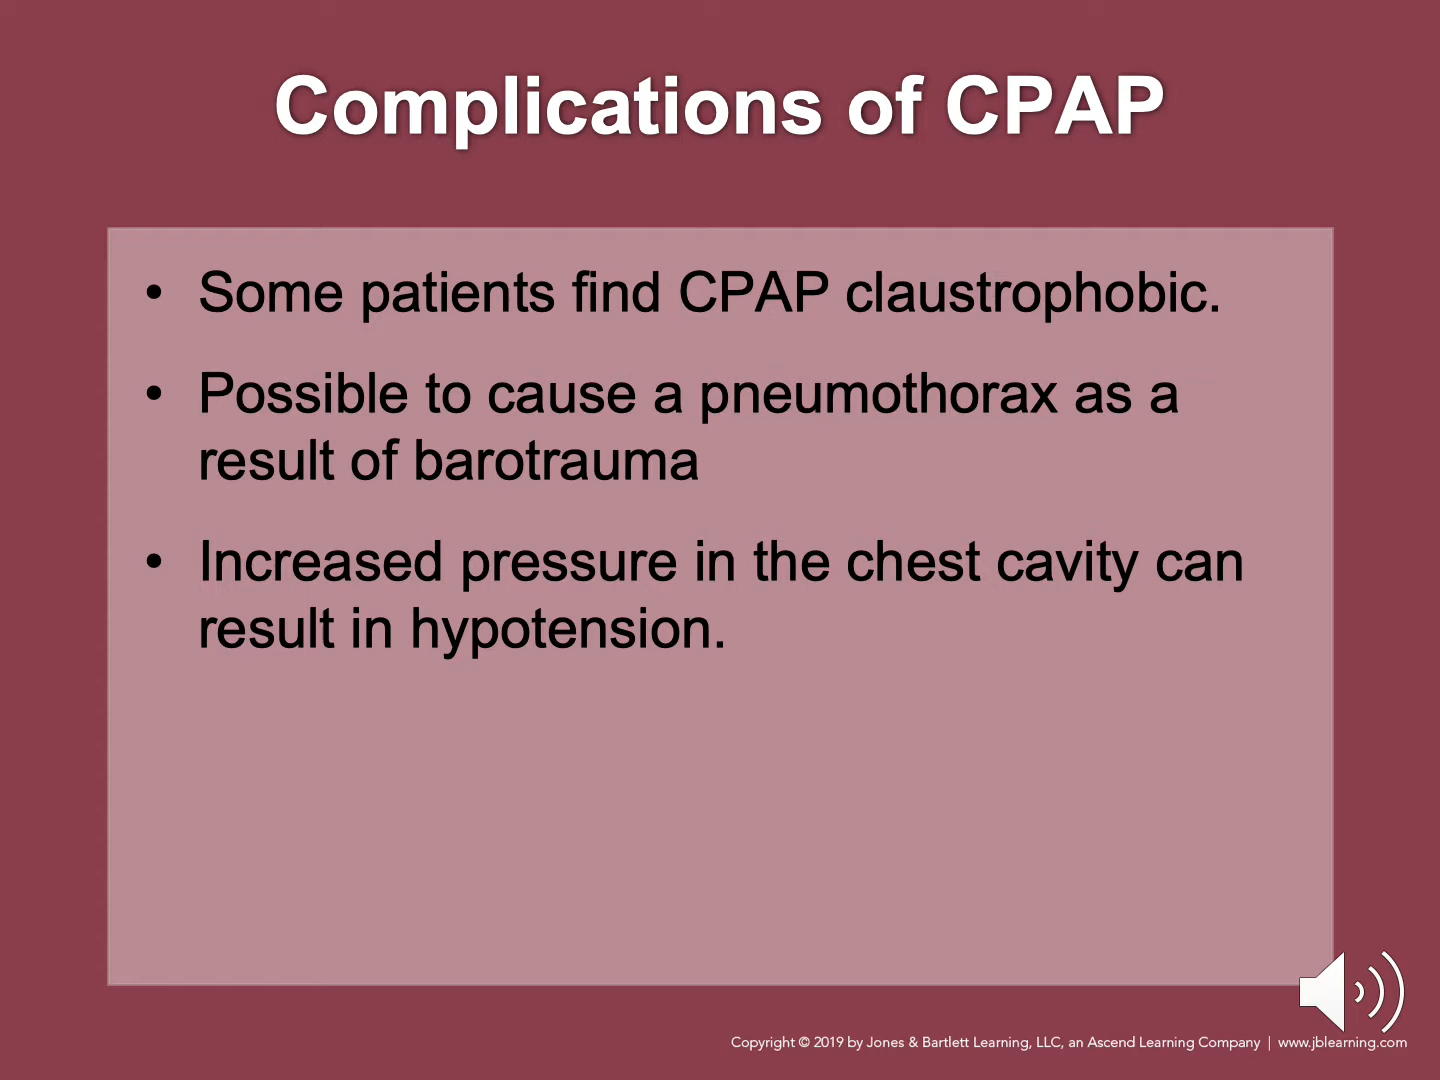 Complications of CPAP
• Some patients find CPAP claustrophobic.
• Possible to cause a pneumothorax as a
result of barotrauma
• Increased pressure in the chest cavity can
result in hypotension.
Copyright © 2019 by Jones & Bartlett Learning, LLC, an Ascend Learning Company | www.jblearning.com